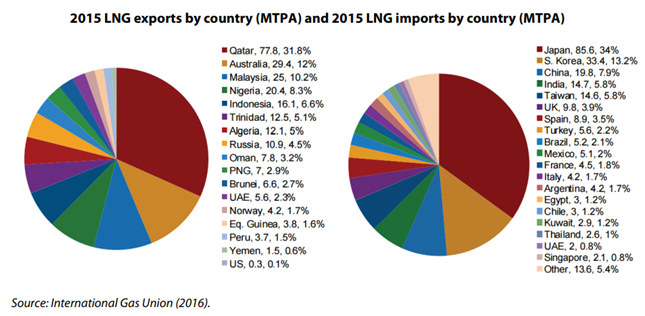 2015 LNG exports by country (MTPA) and 2015 LNG imports by country (MTPA)
Qatar, 77.8, 31.8%
Australia, 29.4, 12%
Malaysia, 25, 10.2%
Nigeria, 20.4, 8.3%
Indonesia, 16.1, 6.6%
Trinidad, 12.5, 5.1%
Algeria, 12.1, 5%
Russia, 10.9, 4.5%
Oman, 7.8, 3.2%
PNG, 7, 2.9%
Brunei, 6.6, 2.7%
UAE, 5.6, 2.3%
Norway, 4.2, 1.7%
Eq. Guinea, 3.8, 1.6%
Peru, 3.7, 1.5%
Yemen, 1.5, 0.6%
US, 0.3, 0.1%
Japan, 85.6, 34%
S. Korea, 33.4, 13.2%
China, 19.8, 7.9%
India, 14.7, 5.8%
Taiwan, 14.6, 5.8%
UK, 9.8, 3.9%
Spain, 8.9, 3.5%
Turkey, 5.6, 2.2%
Brazil, 5.2, 2.1%
Mexico, 5.1, 2%
France, 4.5, 1.8%
Italy, 4.2, 1.7%
Argentina, 4.2, 1.7%
Egypt, 3, 1.2%
Chile, 3, 1.2%
Kuwait, 2.9, 1.2%
Thailand, 2.6, 1%
UAE, 2, 0.8%
Singapore, 2.1, 0.8%
Other, 13.6, 5.4%
Source: International Gas Union (2016).